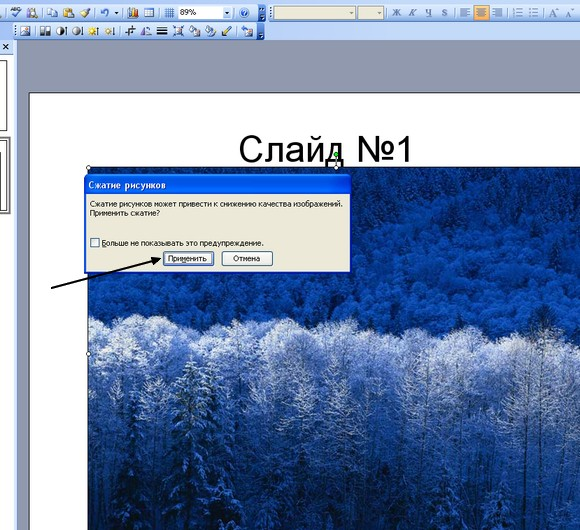 89%
Ж К Ч S
Слайд №1
Сжатие рисунков
Сжатие рисунков может привести к снижению качества изображений.
Применить сжатие?
Больше не показывать это предупреждение.
Применить Отмена